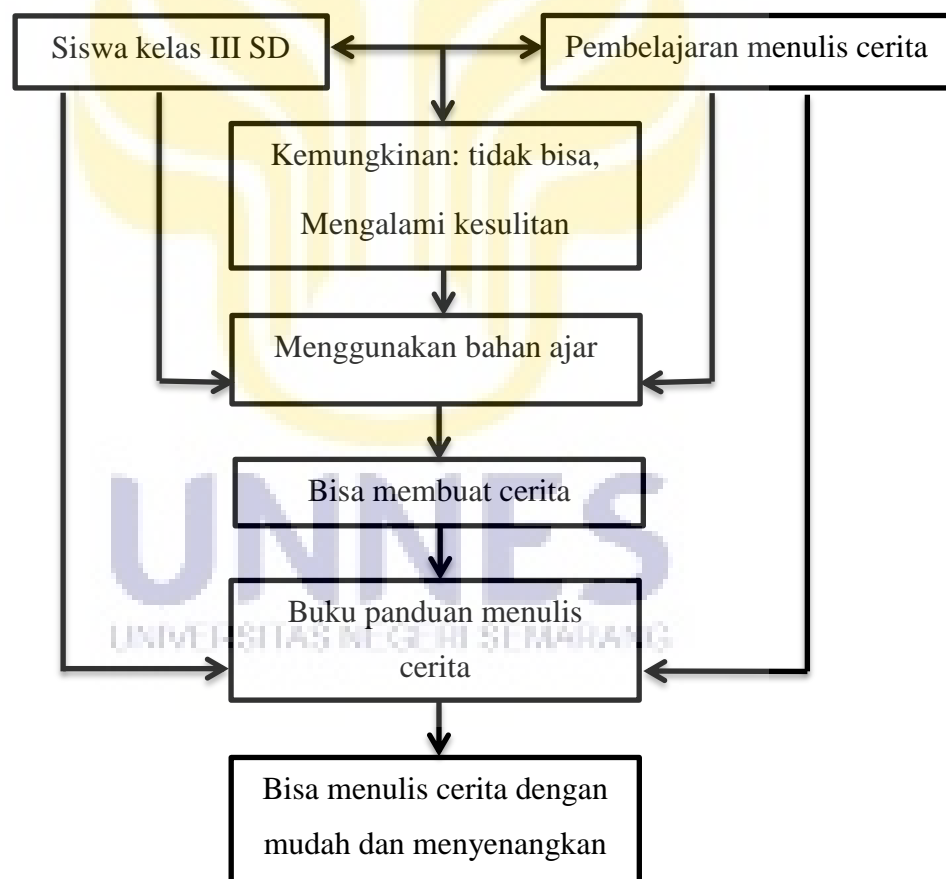 Siswa kelas III SD
Pembelajaran menulis cerita
Kemungkinan: tidak bisa,
Mengalami kesulitan
Menggunakan bahan ajar
Bisa membuat cerita
UNNES
Buku panduan menulis
UNIVERSITAS NEGERI SEMARANG
cerita
Bisa menulis cerita dengan
mudah dan menyenangkan